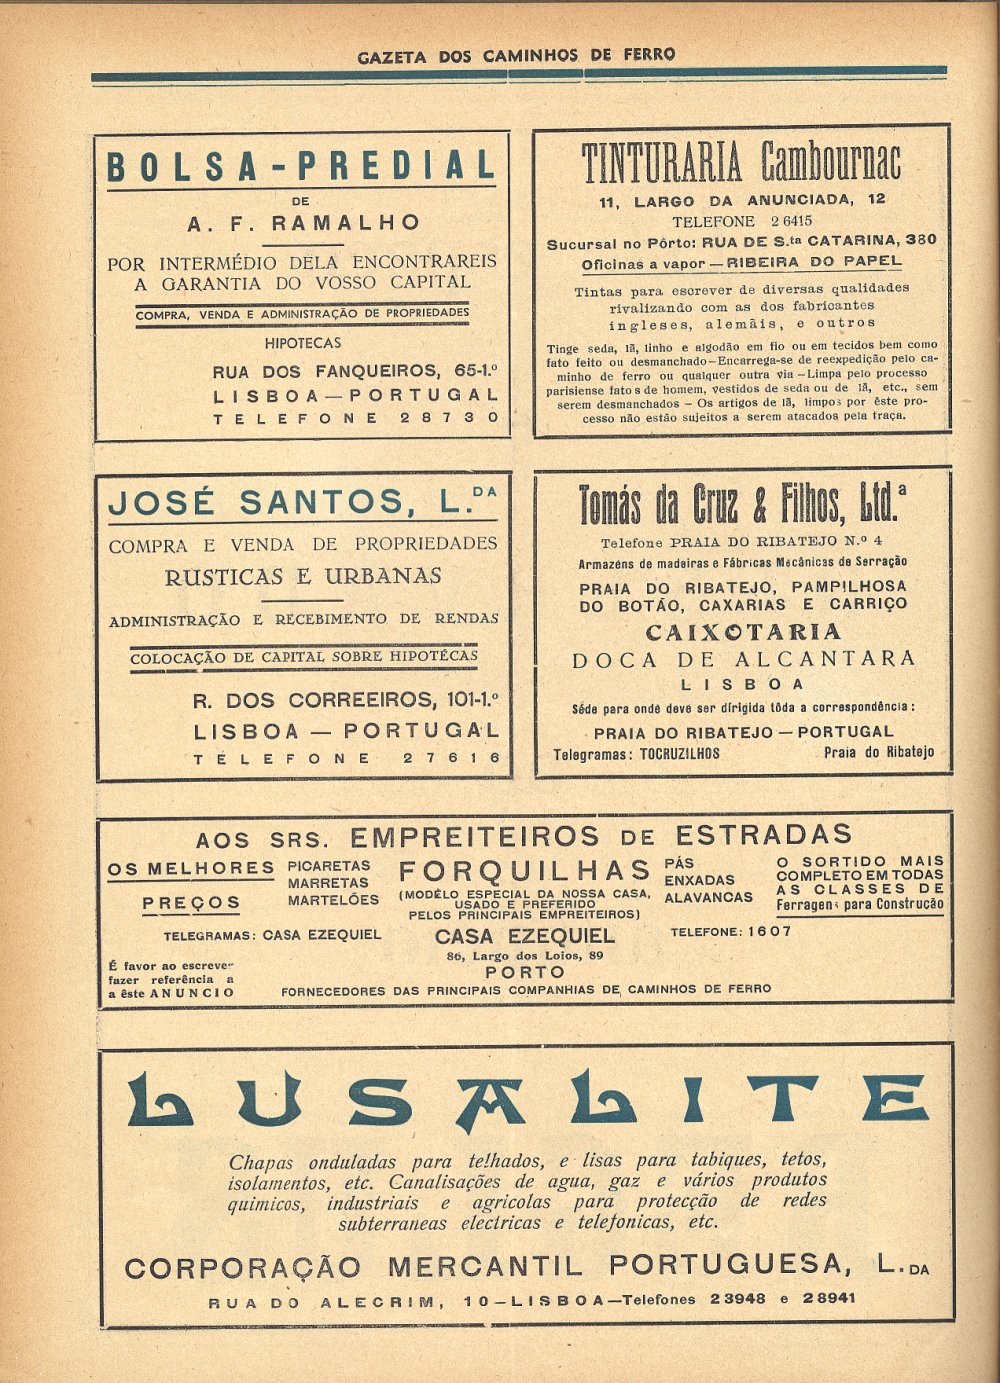 GAZETA DOS CAMINHOS DE FERRO
BOLSA-PREDIAL
DE
A. F. RAMALHO
POR INTERMÉDIO DELA ENCONTRAREIS
A GARANTIA DO VOSSO CAPITAL
COMPRA, VENDA E ADMINISTRAÇÃO DE PROPRIEDADES
HIPOTECAS
RUA DOS FANQUEIROS, 65-1.º
LISBOA—PORTUGAL
TELEFONE 28730
TINTURARIA Cambournac
11, LARGO DA ANUNCIADA, 12
TELEFONE 26415
Sucursal no Pôrto: RUA DE S.ta CATARINA, 380
Oficinas a vapor—RIBEIRA DO PAPEL
Tintas para escrever de diversas qualidades
rivalizando com as dos fabricantes
ingleses, alemãis, e outros
Tinge seda, lã, linho e algodão em fio ou em tecidos bem como
fato feito ou desmanchado—Encarrega-se de reexpedição pelo ca-
minho de ferro ou qualquer outra via—Limpa pelo processo
parisiense fatos de homem, vestidos de seda ou de lã, etc., sem
serem desmanchados — Os artigos de lã, limpos por êste pro-
cesso não estão sujeitos a serem atacados pela traça.
JOSÉ SANTOS, L.DA
COMPRA E VENDA DE PROPRIEDADES
RUSTICAS E URBANAS
ADMINISTRAÇÃO E RECEBIMENTO DE RENDAS
COLOCAÇÃO DE CAPITAL SOBRE HIPOTÉCAS
R. DOS CORREEIROS, 101-1.º
LISBOA — PORTUGAL
TÉLEFONE 27616
Tomás da Cruz & Filhos, Ltd.ª
Telefone PRAIA DO RIBATEJO N.º 4
Armazéns de madeiras e Fábricas Mecânicas de Serração
PRAIA DO RIBATEJO, PAMPILHOSA
DO BOTÃO, CAXARIAS E CARRIÇO
CAIXOTARIA
DOCA DE ALCANTARA
LISBOA
Séde para onde deve ser dirigida tôda a correspondência:
PRAIA DO RIBATEJO—PORTUGAL
Telegramas: TOCRUZILHOS Praia do Ribatejo
AOS SRS. EMPREITEIROS DE ESTRADAS
OS MELHORES
PREÇOS
PICARETAS
MARRETAS
MARTELÕES
FORQUILHAS
(MODÊLO ESPECIAL DA NOSSA CASA,
USADO E PREFERIDO
PELOS PRINCIPAIS EMPREITEIROS)
PÁS
ENXADAS
ALAVANCAS
O SORTIDO MAIS
COMPLETO EM TODAS
AS CLASSES DE
Ferragens para Construcão
TELEGRAMAS: CASA EZEQUIEL
CASA EZEQUIEL
TELEFONE: 1607
86, Largo dos Loios, 89
PORTO
É favor ao escrever
fazer referência a
a êste ANUNCIO
FORNECEDORES DAS PRINCIPAIS COMPANHIAS DE CAMINHOS DE FERRO
LUSALITE
Chapas onduladas para telhados, e lisas para tabiques, tetos,
isolamentos, etc. Canalisações de agua, gaz e vários produtos
quimicos, industriais e agricolas para protecção de redes
subterraneas electricas e telefonicas, etc.
CORPORAÇÃO MERCANTIL PORTUGUESA, L.DA
RUA DO ALECRIM, 10—LISBOA—Telefones 23948 e 28941